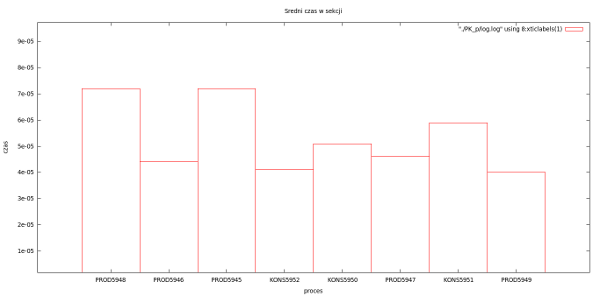 Sredni czas w sekcji
"./PK_p/log.log" using 8:xticlabels(1)
9e-05
8e-05
7e-05
6e-05
5e-05
4e-05
3e-05
2e-05
1e-05
czas
PROD5948 PROD5946 PROD5945 KONS5952 KONS5950 PROD5947 KONS5951 PROD5949
proces